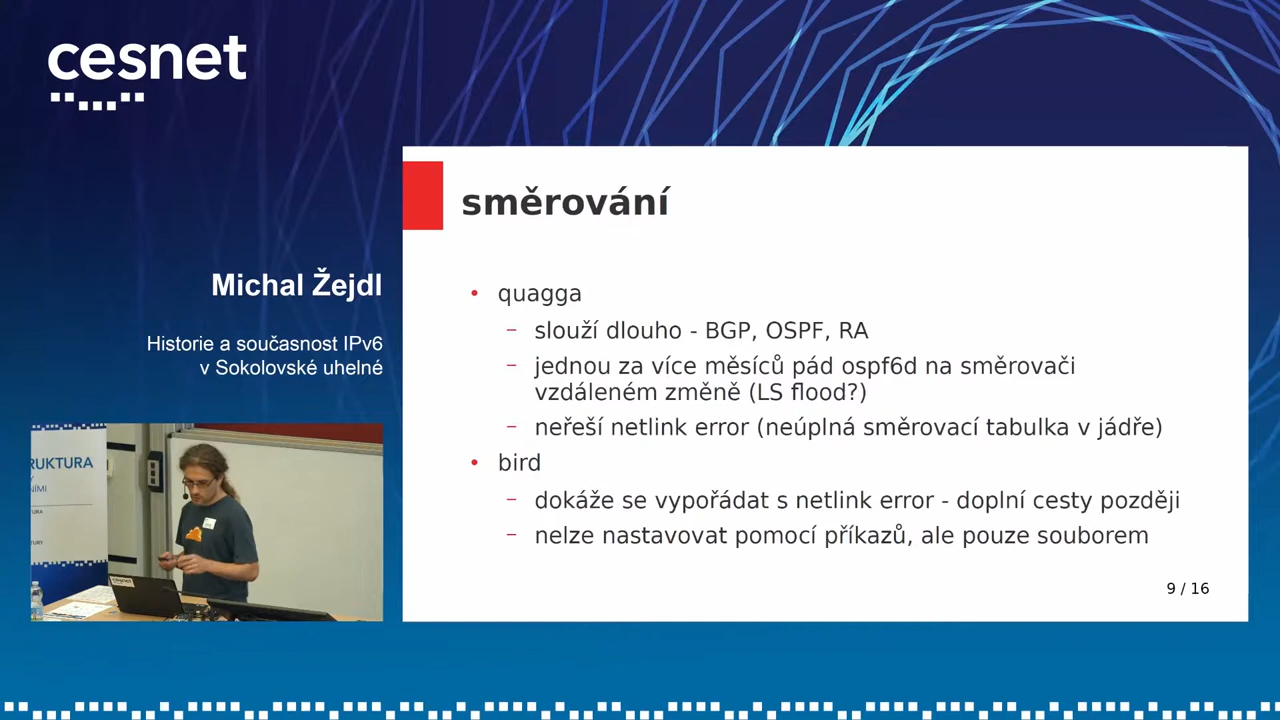 cesnet
Michal Žejdl
Historie a současnost IPv6
v Sokolovské uhelné
směrování
• quagga
– slouží dlouho - BGP, OSPF, RA
– jednou za více měsíců pád ospf6d na směrovači
vzdáleném změně (LS flood?)
– neřeší netlink error (neúplná směrovací tabulka v jádře)
• bird
– dokáže se vypořádat s netlink error - doplní cesty později
– nelze nastavovat pomocí příkazů, ale pouze souborem
9 / 16
RUKTURA
Y
NÍMI
cesnet